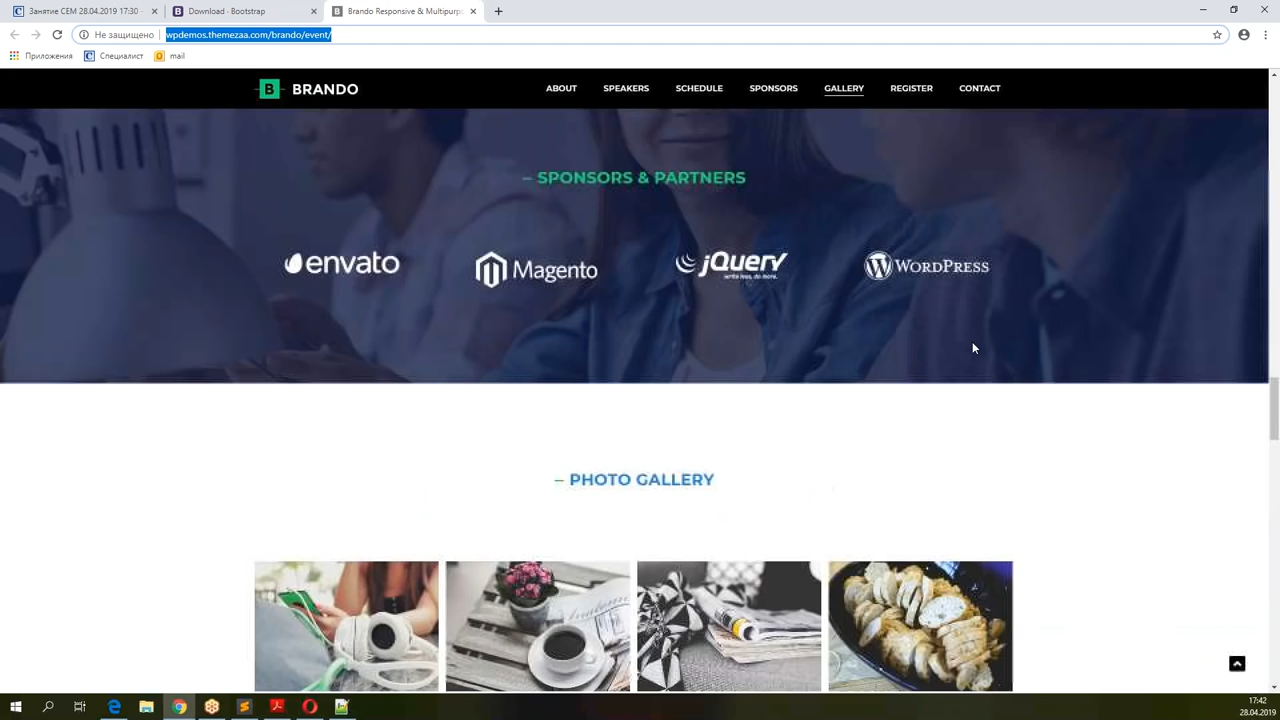 Занятие СЕМ 28.04.2019 17:30 -
Download · Bootstrap
Brando Responsive & Multipurp
Не защищено
wpdemos.themezaa.com/brando/event/
Приложения
Специалист
mail
B BRANDO
ABOUT
SPEAKERS
SCHEDULE
SPONSORS
GALLERY
REGISTER
CONTACT
– SPONSORS & PARTNERS
envato
Magento
jQuery
write less, do more.
WORDPRESS
– PHOTO GALLERY
17:42
28.04.2019